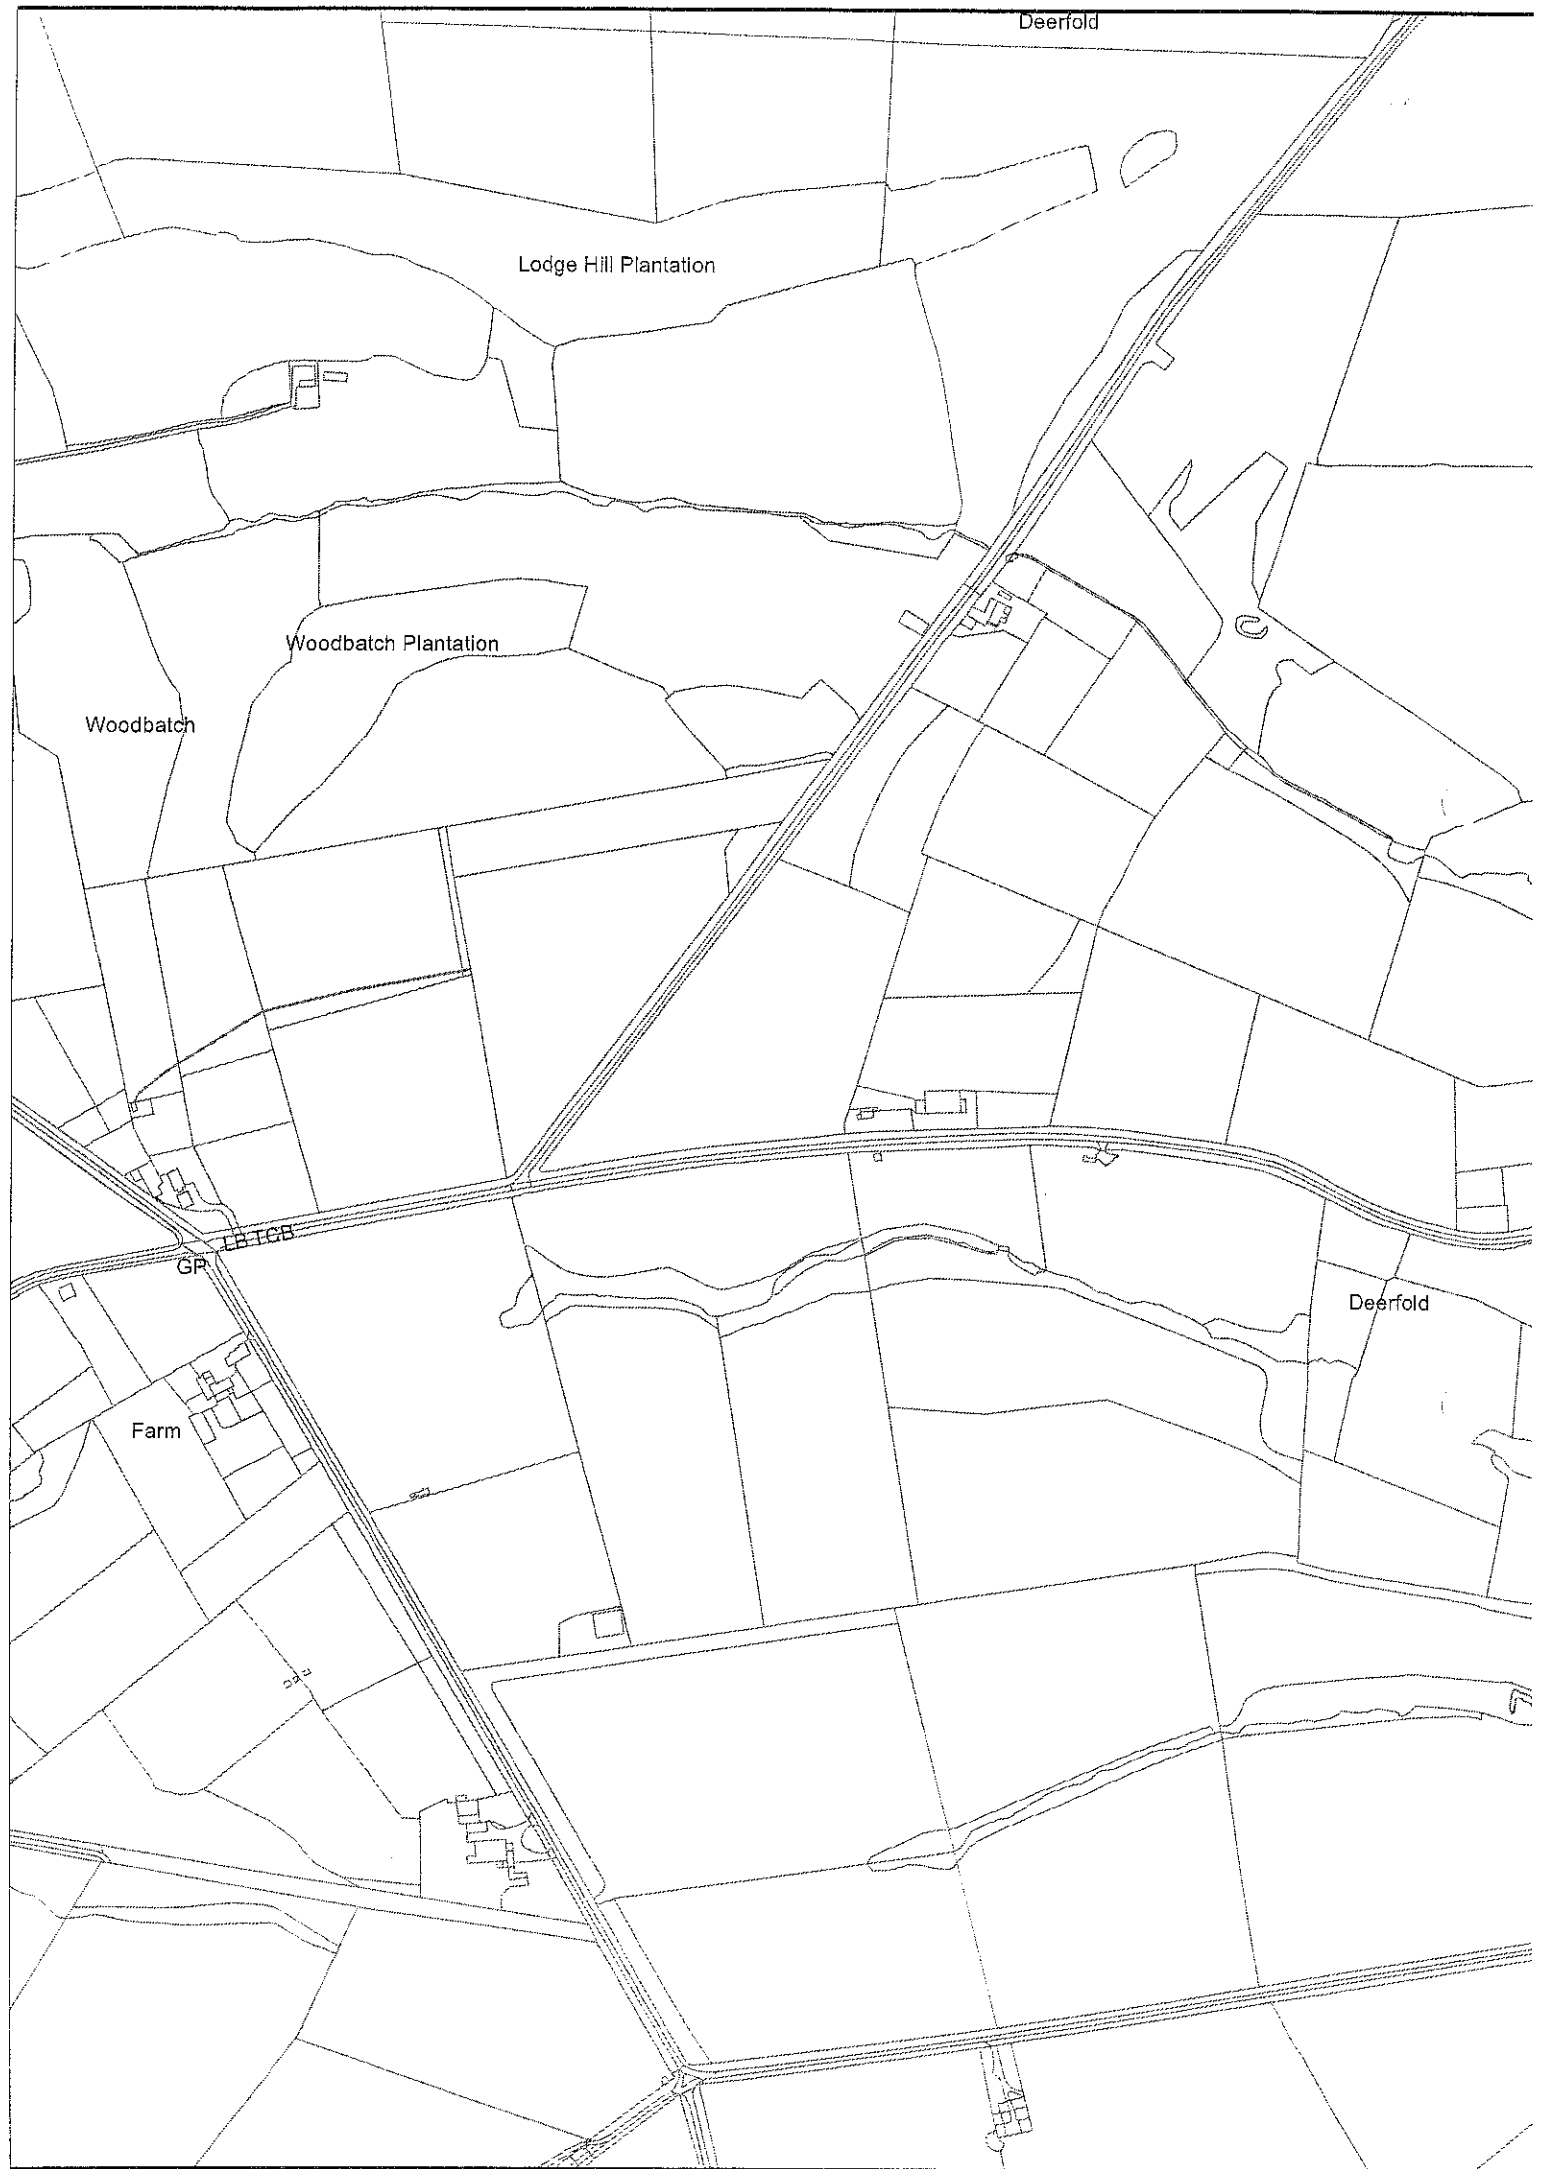 Deerfold
Lodge Hill Plantation
Woodbatch Plantation
Woodbatch
LB TCB
GP
Deerfold
Farm